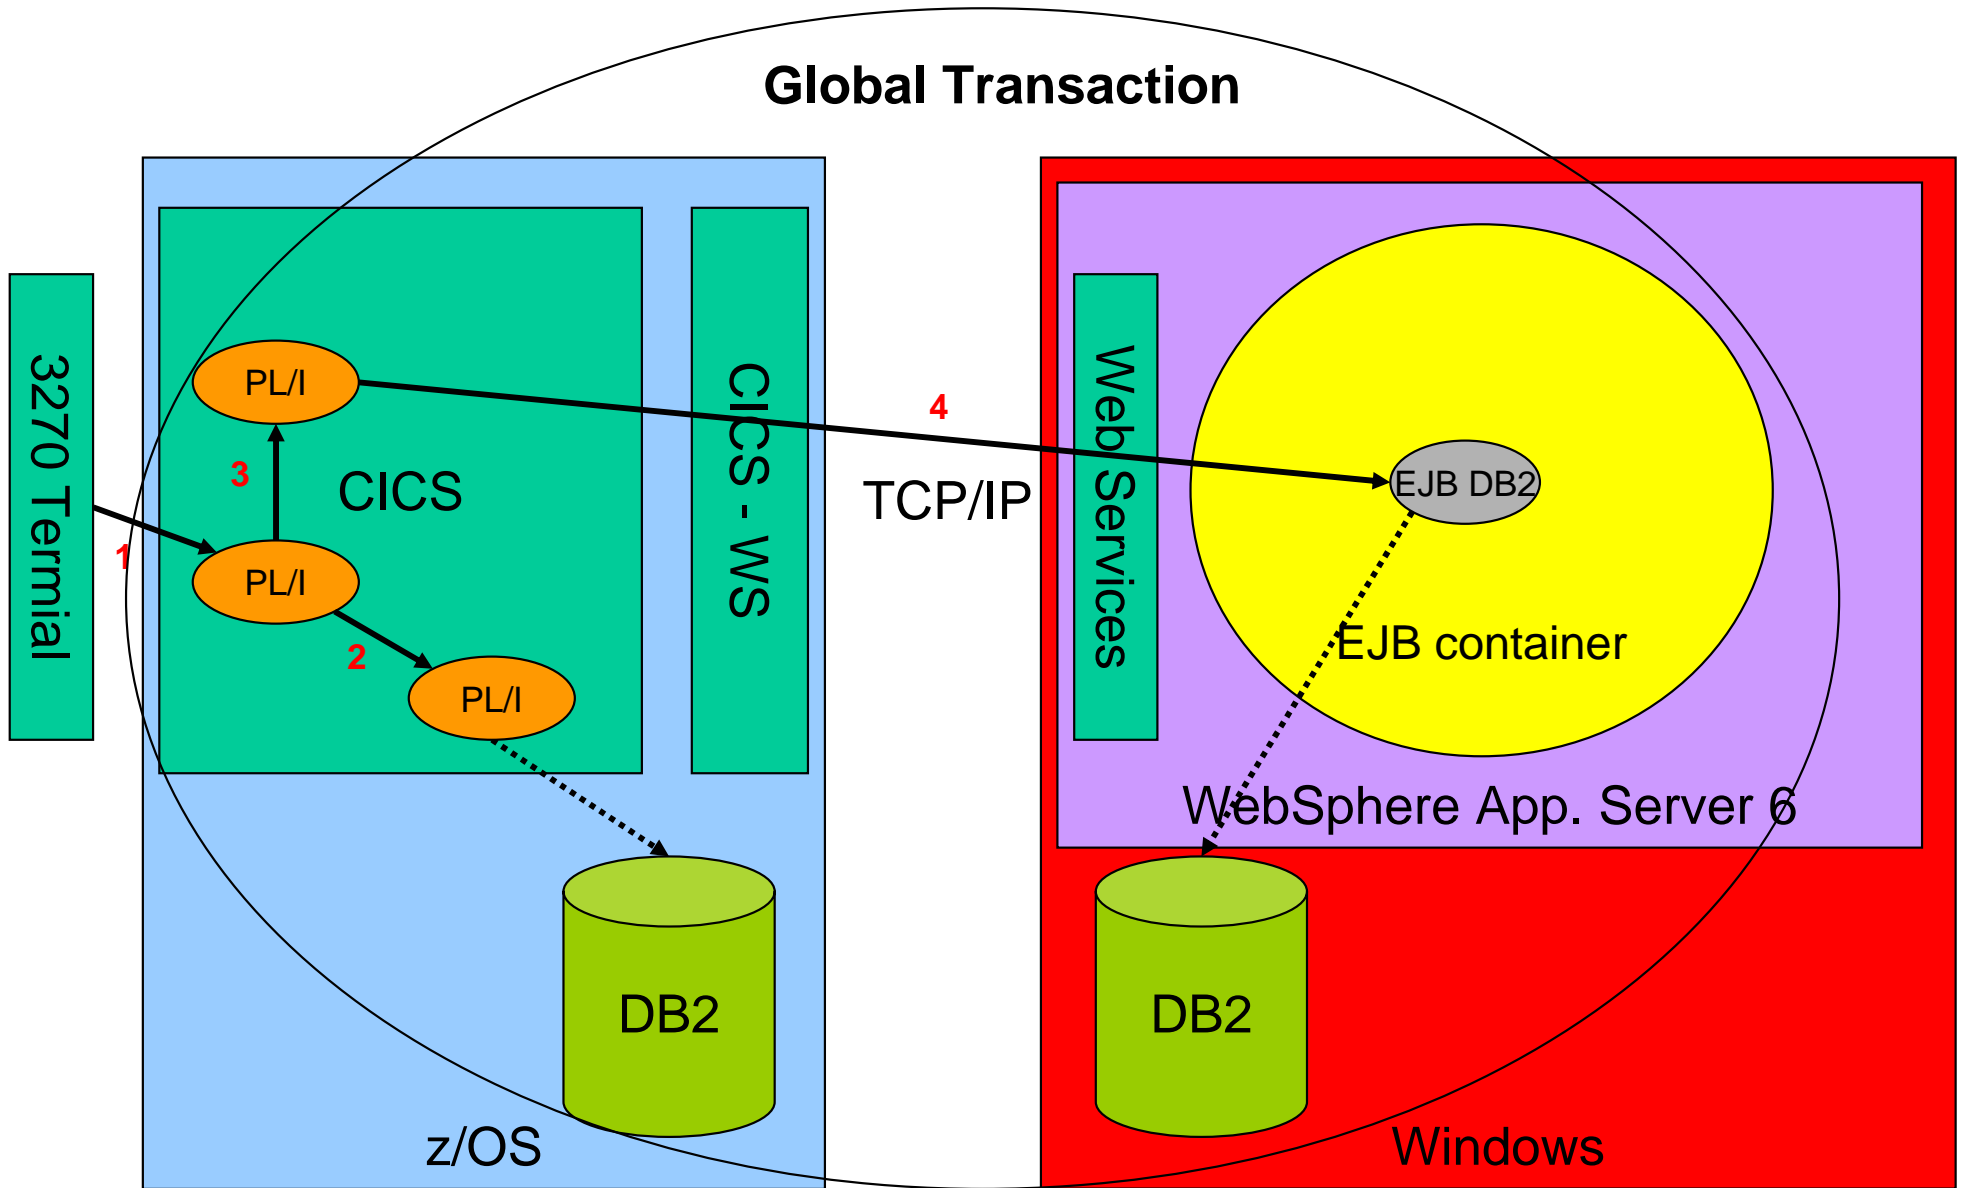 Global Transaction
3270 Termial
1
PL/I
3
CICS
PL/I
2
PL/I
CICS - WS
4
TCP/IP
Web Services
EJB DB2
EJB container
WebSphere App. Server 6
DB2
DB2
z/OS
Windows